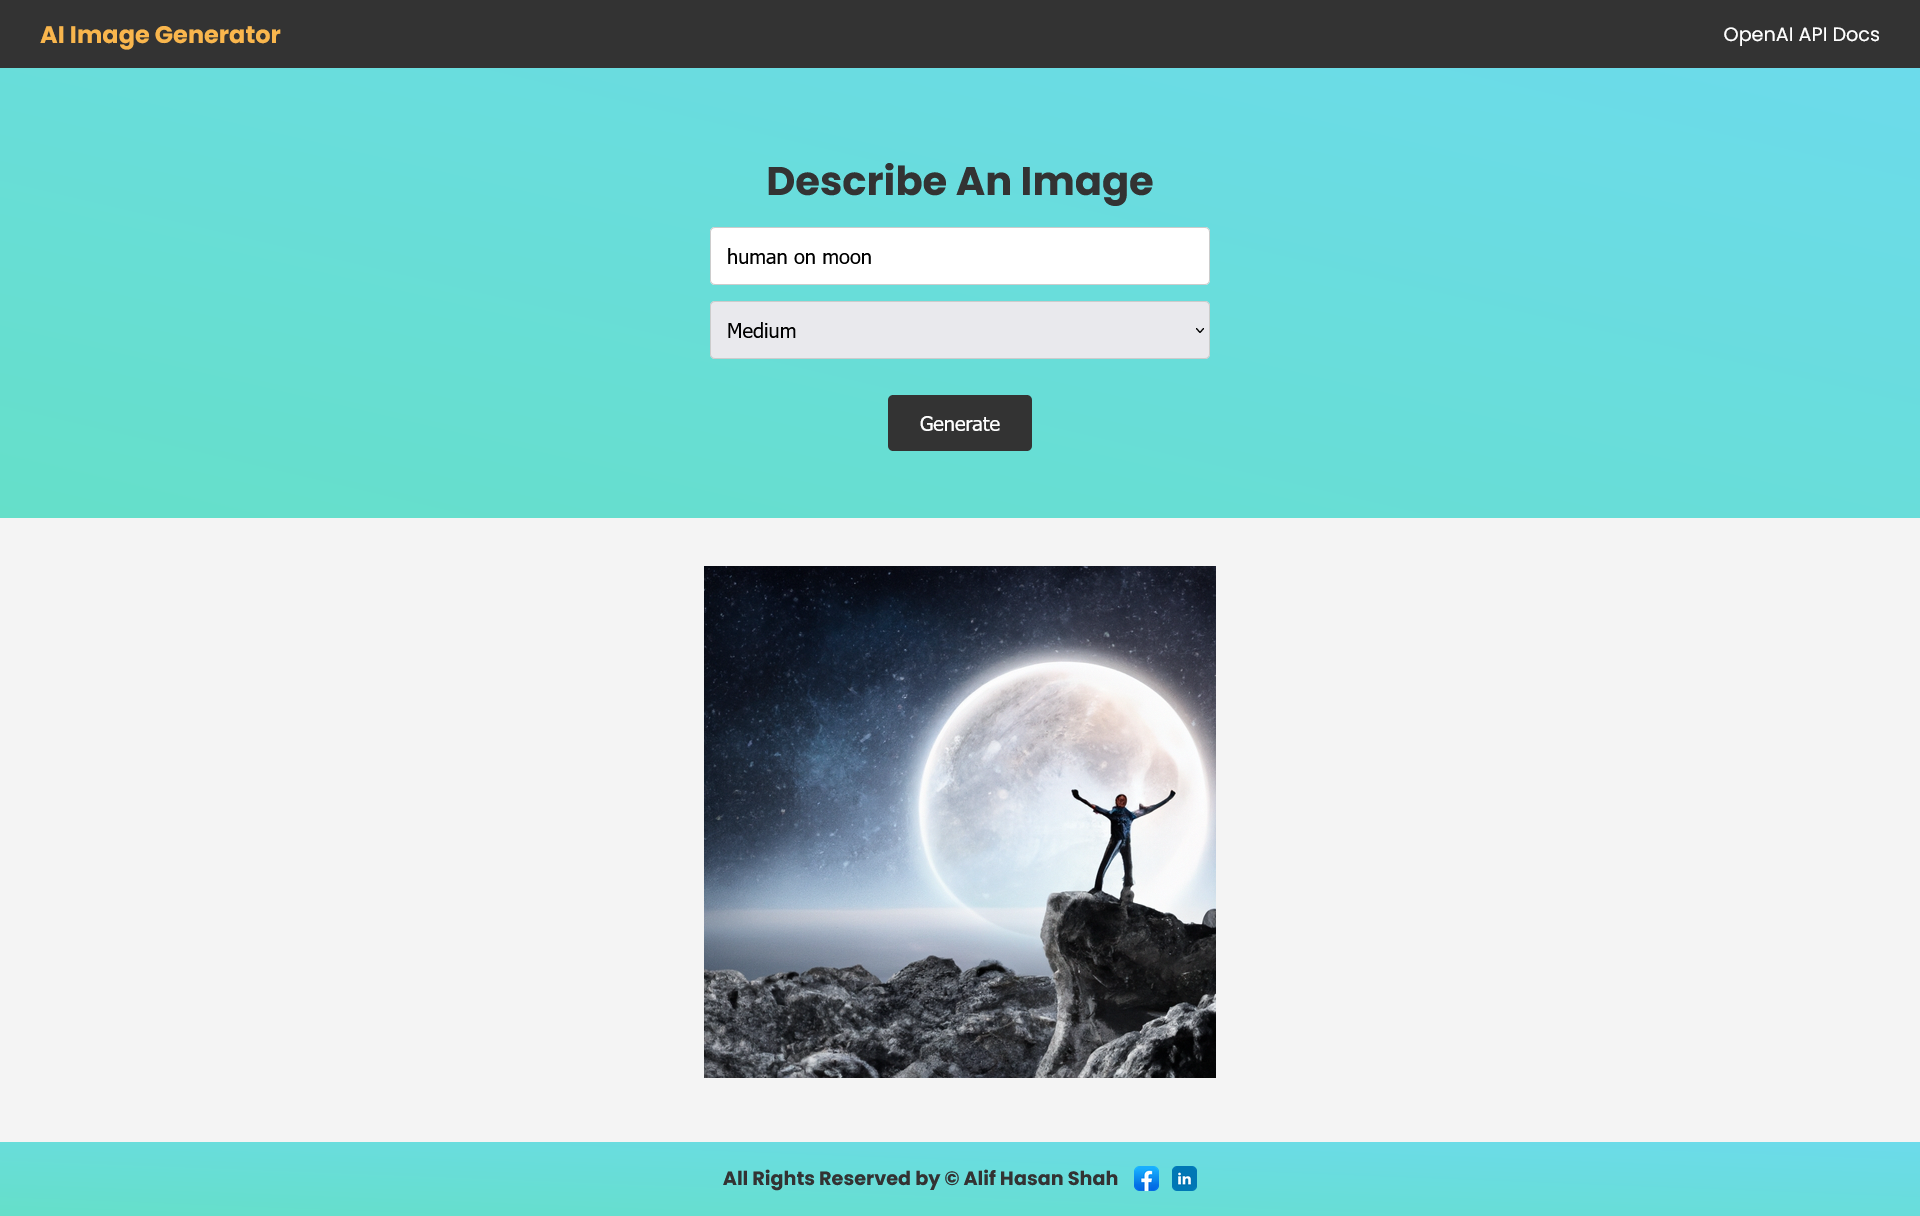 AI Image Generator
OpenAI API Docs
Describe An Image
human on moon
Medium
Generate
All Rights Reserved by © Alif Hasan Shah
in